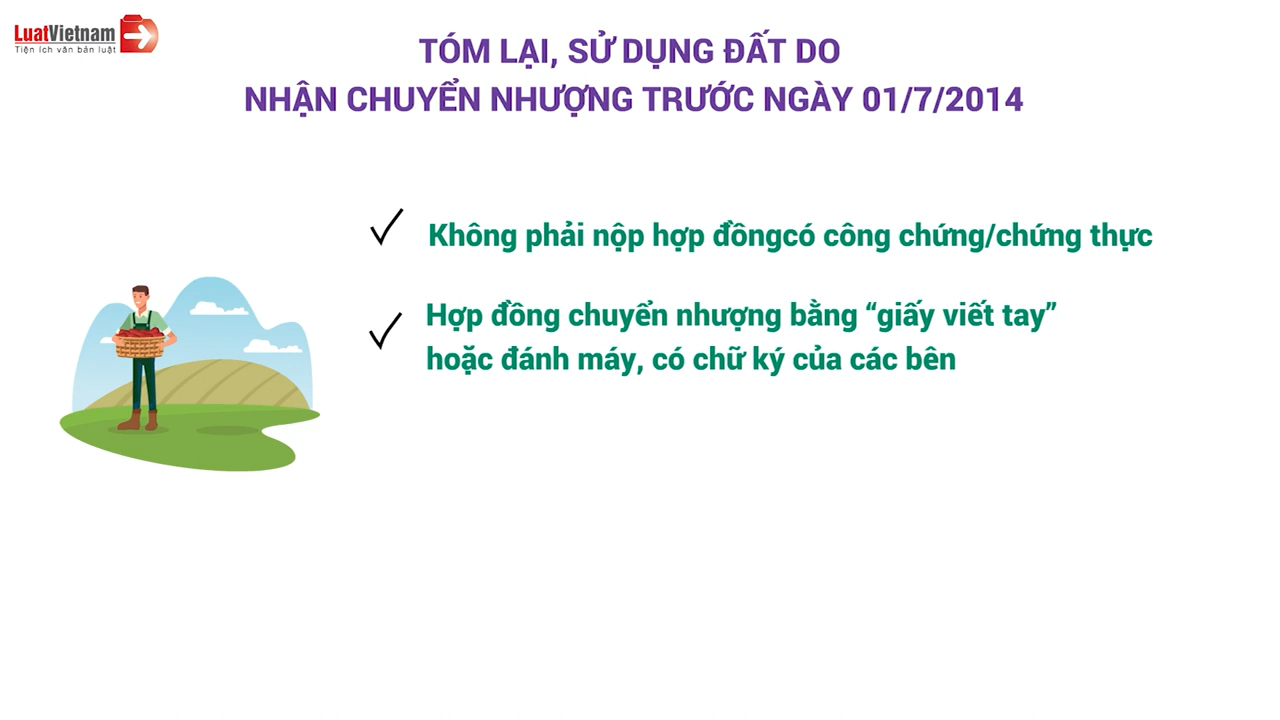 LuatVietnam
Tiện ích văn bản luật
TÓM LẠI, SỬ DỤNG ĐẤT DO
NHẬN CHUYỂN NHƯỢNG TRƯỚC NGÀY 01/7/2014
Không phải nộp hợp đồngcó công chứng/chứng thực
Hợp đồng chuyển nhượng bằng “giấy viết tay”
hoặc đánh máy, có chữ ký của các bên